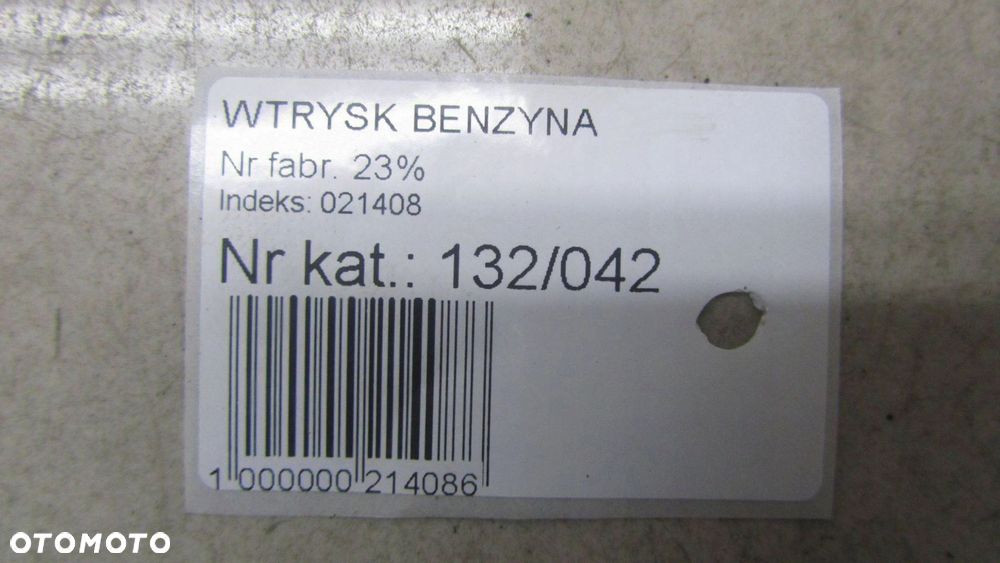 WTRYSK BENZYNA
Nr fabr. 23%
Indeks: 021408
Nr kat.: 132/042
1 000000 214086
OTOMOTO